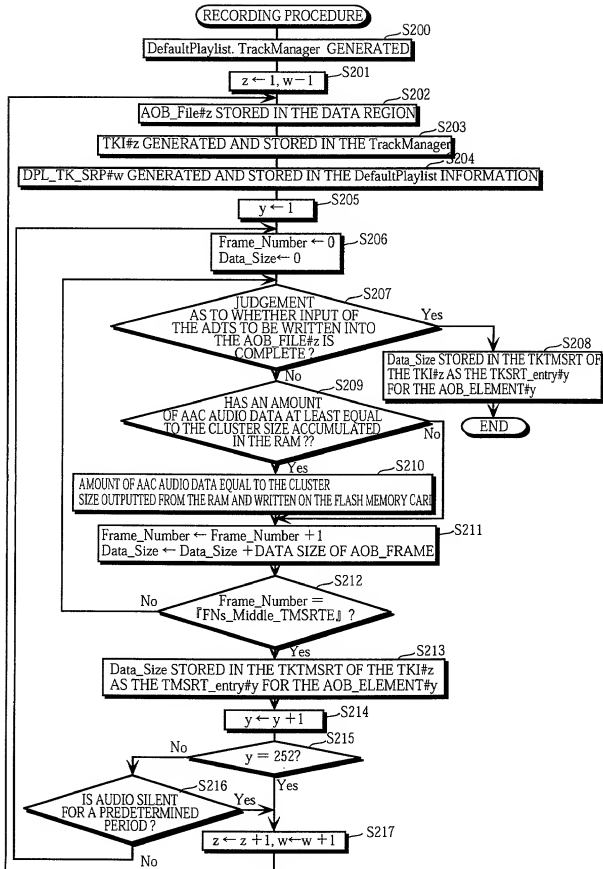 RECORDING PROCEDURE
S200
DefaultPlaylist. TrackManager GENERATED
S201
z ← 1, w−1
S202
AOB_File#z STORED IN THE DATA REGION
S203
TKI#z GENERATED AND STORED IN THE TrackManager
S204
DPL_TK_SRP#w GENERATED AND STORED IN THE DefaultPlaylist INFORMATION
S205
y ← 1
S206
Frame_Number ← 0
Data_Size ← 0
S207
JUDGEMENT
AS TO WHETHER INPUT OF
THE ADTS TO BE WRITTEN INTO
THE AOB_FILE#z IS
COMPLETE ?
Yes
No
S208
Data_Size STORED IN THE TKTMSRT OF
THE TKI#z AS THE TKSRT_entry#y
FOR THE AOB_ELEMENT#y
END
S209
HAS AN AMOUNT
OF AAC AUDIO DATA AT LEAST EQUAL
TO THE CLUSTER SIZE ACCUMULATED
IN THE RAM ??
No
Yes
S210
AMOUNT OF AAC AUDIO DATA EQUAL TO THE CLUSTER
SIZE OUTPUTTED FROM THE RAM AND WRITTEN ON THE FLASH MEMORY CARD
S211
Frame_Number ← Frame_Number +1
Data_Size ← Data_Size +DATA SIZE OF AOB_FRAME
S212
No
Frame_Number =
『FNs_Middle_TMSRTE』 ?
Yes
S213
Data_Size STORED IN THE TKTMSRT OF THE TKI#z
AS THE TMSRT_entry#y FOR THE AOB_ELEMENT#y
S214
y ← y +1
S215
No
y = 252?
Yes
S216
IS AUDIO SILENT
FOR A PREDETERMINED
PERIOD ?
Yes
No
S217
z ← z +1, w←w +1